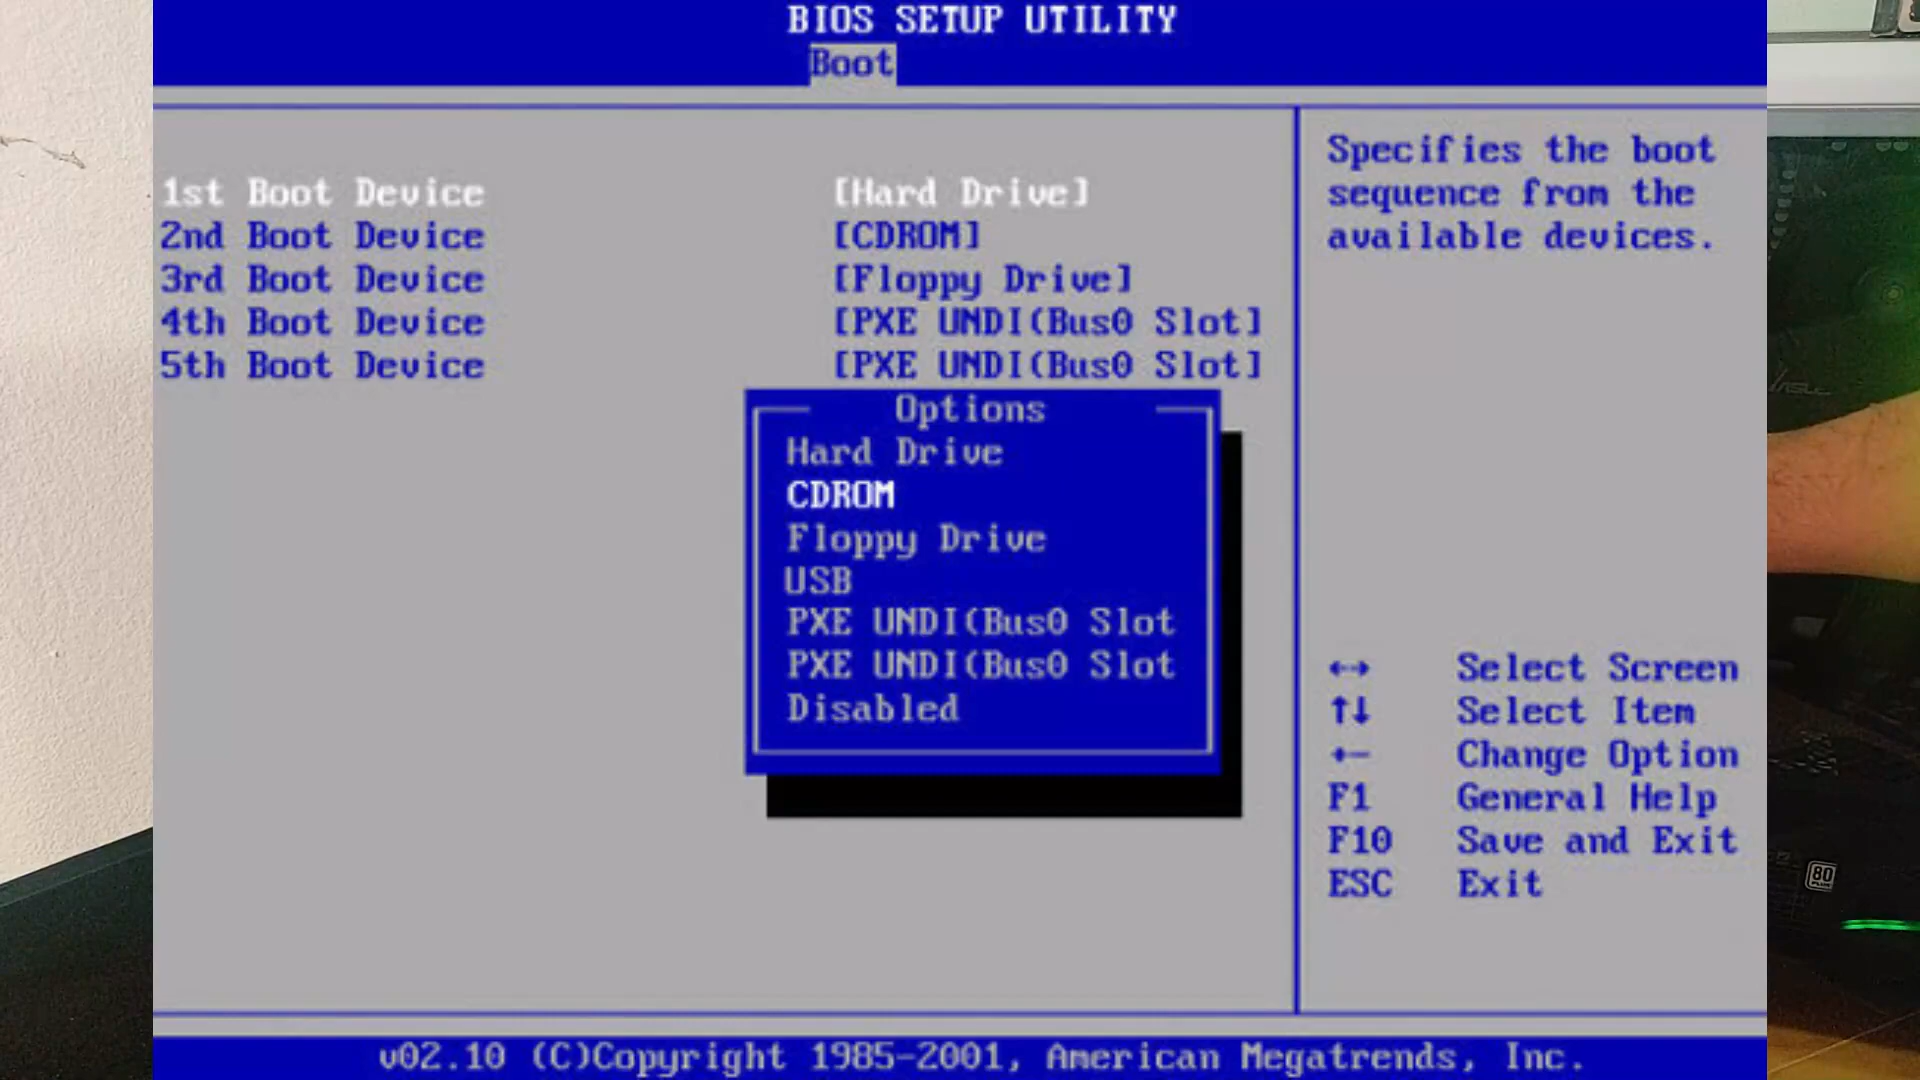 BIOS SETUP UTILITY
Boot
1st Boot Device [Hard Drive]
2nd Boot Device [CDROM]
3rd Boot Device [Floppy Drive]
4th Boot Device [PXE UNDI(Bus0 Slot]
5th Boot Device [PXE UNDI(Bus0 Slot]
Options
Hard Drive
CDROM
Floppy Drive
USB
PXE UNDI(Bus0 Slot
PXE UNDI(Bus0 Slot
Disabled
Specifies the boot
sequence from the
available devices.
↔ Select Screen
↑↓ Select Item
+- Change Option
F1 General Help
F10 Save and Exit
ESC Exit
v02.10 (C)Copyright 1985-2001, American Megatrends, Inc.
80